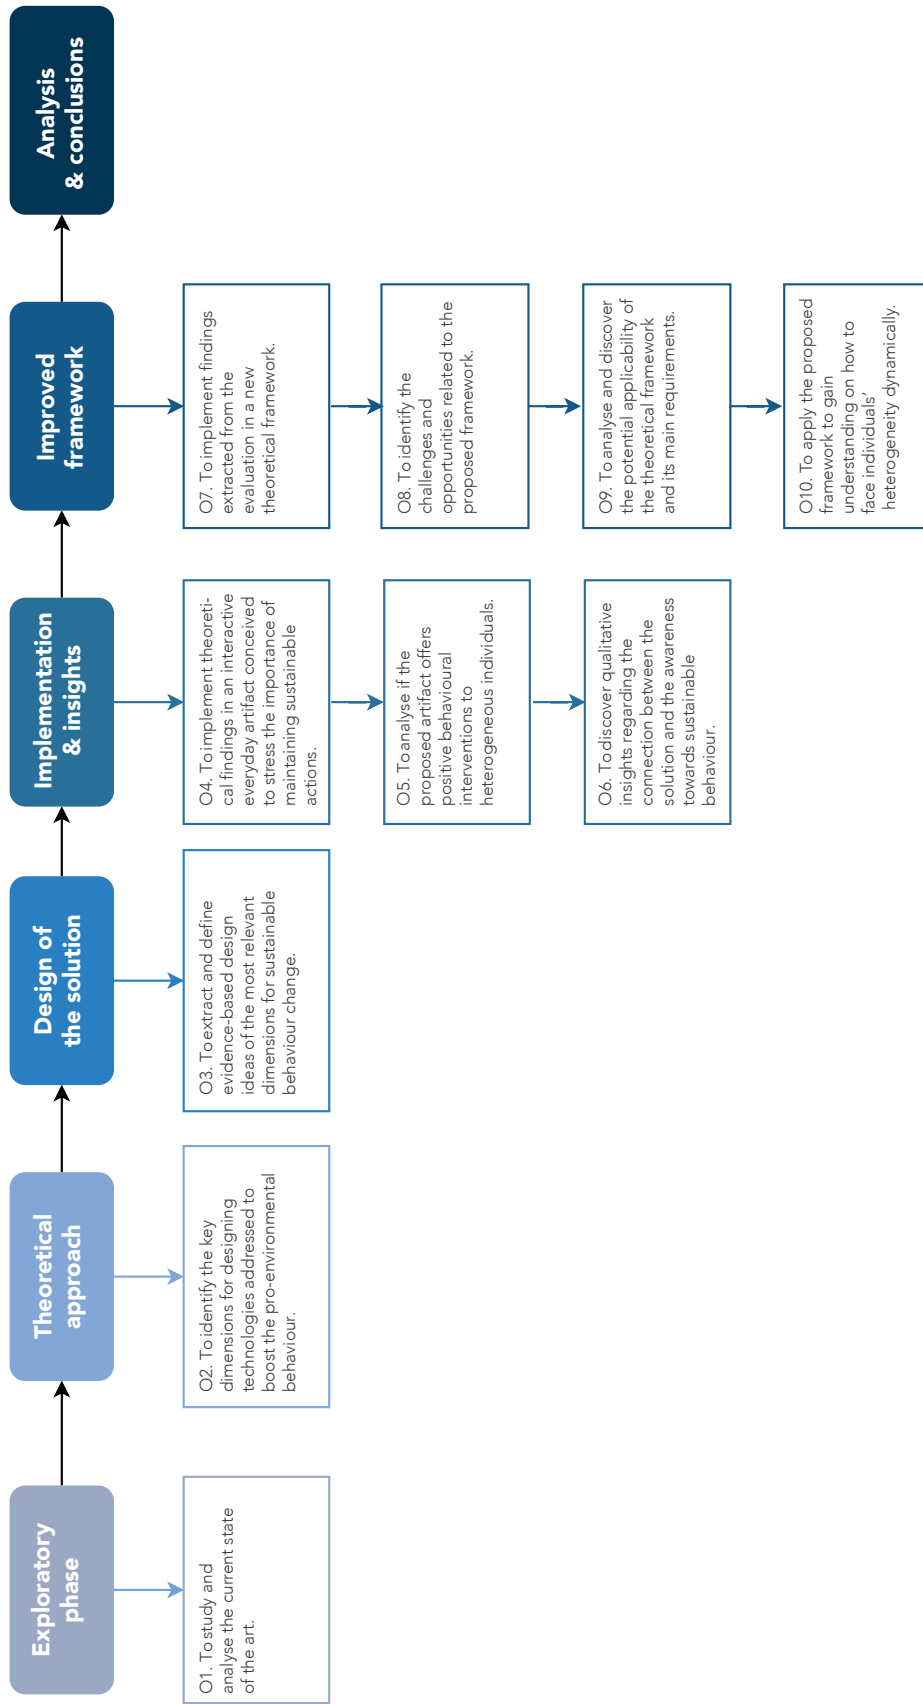 Exploratory
phase
O1. To study and
analyse the current state
of the art.
Theoretical
approach
O2. To identify the key
dimensions for designing
technologies addressed to
boost the pro-environmental
behaviour.
Design of
the solution
O3. To extract and define
evidence-based design
ideas of the most relevant
dimensions for sustainable
behaviour change.
Implementation
& insights
O4. To implement theoreti-
cal findings in an interactive
everyday artifact conceived
to stress the importance of
maintaining sustainable
actions.
O5. To analyse if the
proposed artifact offers
positive behavioural
interventions to
heterogeneous individuals.
O6. To discover qualitative
insights regarding the
connection between the
solution and the awareness
towards sustainable
behaviour.
Improved
framework
O7. To implement findings
extracted from the
evaluation in a new
theoretical framework.
O8. To identify the
challenges and
opportunities related to the
proposed framework.
O9. To analyse and discover
the potential applicability of
the theoretical framework
and its main requirements.
O10. To apply the proposed
framework to gain
understanding on how to
face individuals'
heterogeneity dynamically.
Analysis
& conclusions